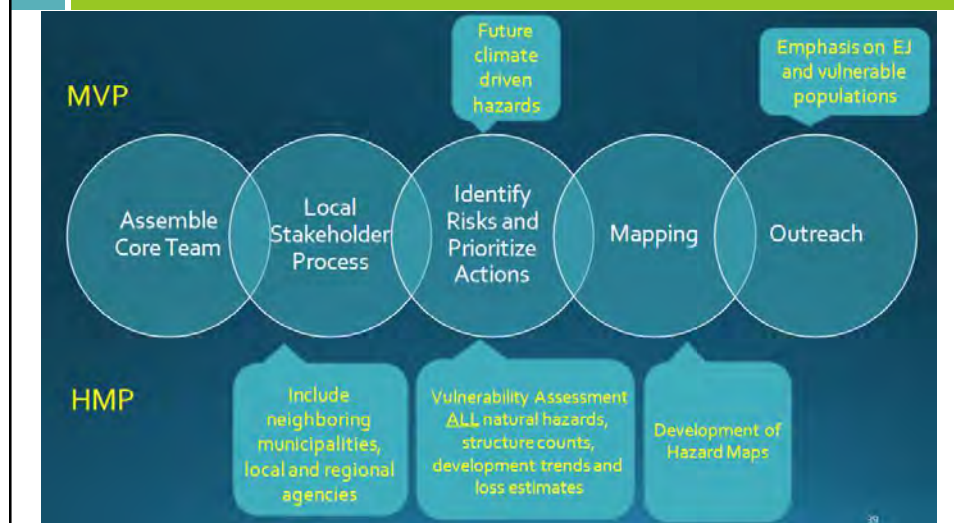 Future
climate
driven
hazards
Emphasis on EJ
and vulnerable
populations
MVP
Assemble
Core Team
Local
Stakeholder
Process
Identify
Risks and
Prioritize
Actions
Mapping
Outreach
HMP
Include
neighboring
municipalities,
local and regional
agencies
Vulnerability Assessment
ALL natural hazards,
structure counts,
development trends and
loss estimates
Development of
Hazard Maps